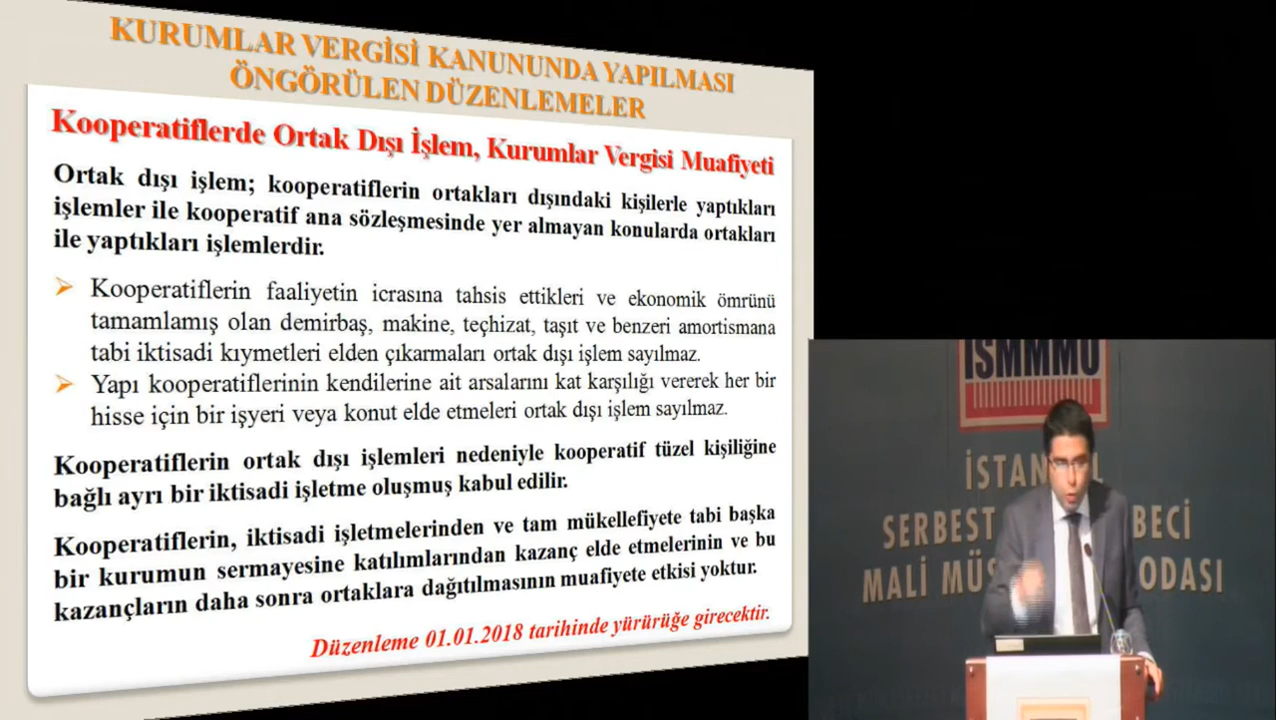 KURUMLAR VERGİSİ KANUNUNDA YAPILMASI
ÖNGÖRÜLEN DÜZENLEMELER
Kooperatiflerde Ortak Dışı İşlem, Kurumlar Vergisi Muafiyeti
Ortak dışı işlem; kooperatiflerin ortakları dışındaki kişilerle yaptıkları
işlemler ile kooperatif ana sözleşmesinde yer almayan konularda ortakları
ile yaptıkları işlemlerdir.
Kooperatiflerin faaliyetin icrasına tahsis ettikleri ve ekonomik ömrünü
tamamlamış olan demirbaş, makine, teçhizat, taşıt ve benzeri amortismana
tabi iktisadi kıymetleri elden çıkarmaları ortak dışı işlem sayılmaz.
Yapı kooperatiflerinin kendilerine ait arsalarını kat karşılığı vererek her bir
hisse için bir işyeri veya konut elde etmeleri ortak dışı işlem sayılmaz.
Kooperatiflerin ortak dışı işlemleri nedeniyle kooperatif tüzel kişiliğine
bağlı ayrı bir iktisadi işletme oluşmuş kabul edilir.
Kooperatiflerin, iktisadi işletmelerinden ve tam mükellefiyete tabi başka
bir kurumun sermayesine katılımlarından kazanç elde etmelerinin ve bu
kazançların daha sonra ortaklara dağıtılmasının muafiyete etkisi yoktur.
Düzenleme 01.01.2018 tarihinde yürürüğe girecektir.
İSMMMO
İSTAN L
SERBEST BECİ
MALİ MÜS ODASI